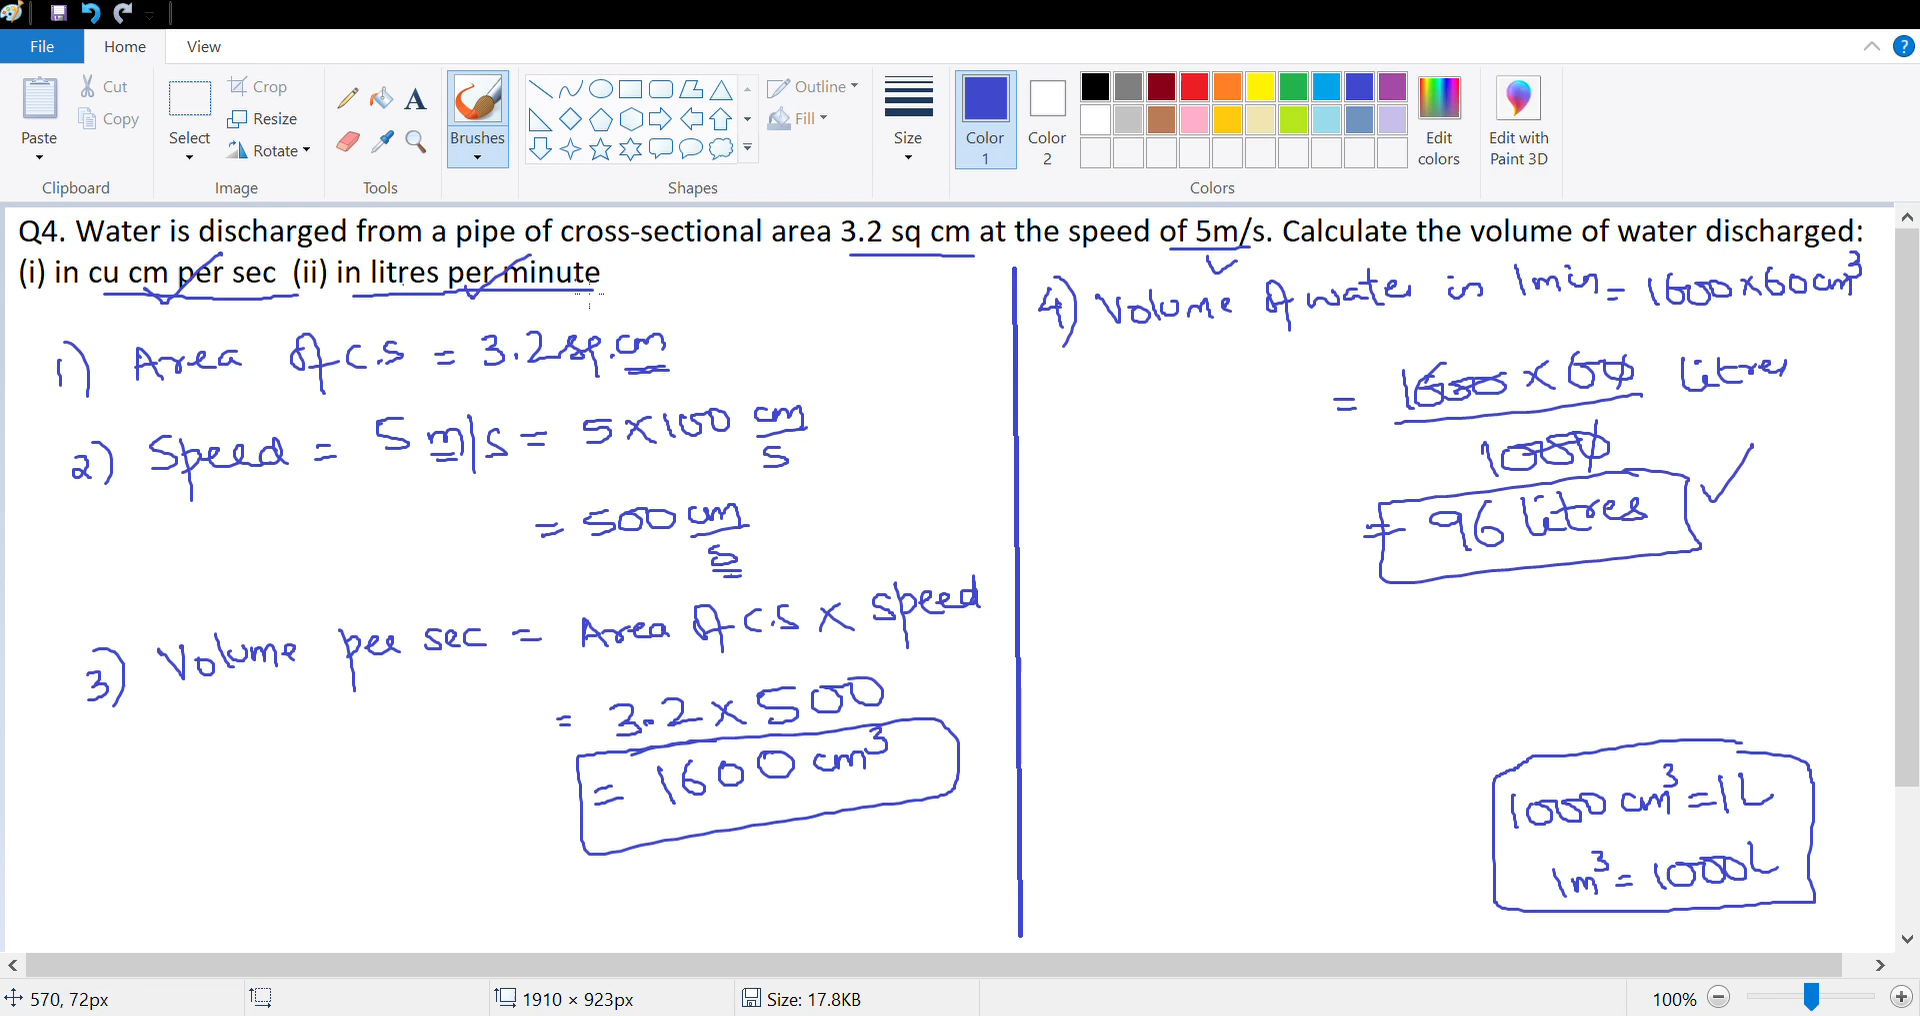 File Home View
Paste
Cut
Copy
Clipboard
Select
Crop
Resize
Rotate
Image
A
Tools
Brushes
Shapes
Outline
Fill
Size
Color 1
Color 2
Edit colors
Colors
Edit with Paint 3D
Q4. Water is discharged from a pipe of cross-sectional area 3.2 sq cm at the speed of 5m/s. Calculate the volume of water discharged:
(i) in cu cm per sec (ii) in litres per minute
1) Area of C.S = 3.2 sq.cm
2) Speed = 5 m/s = 5 × 100 cm/s
= 500 cm/s
3) Volume per sec = Area of C.S × speed
= 3.2 × 500
= 1600 cm³
4) Volume of water in 1 min = 1600 × 60 cm³
= 1600 × 60 / 1000 litres
= 96 litres
1000 cm³ = 1L
1m³ = 1000L
570, 72px
1910 × 923px
Size: 17.8KB
100%